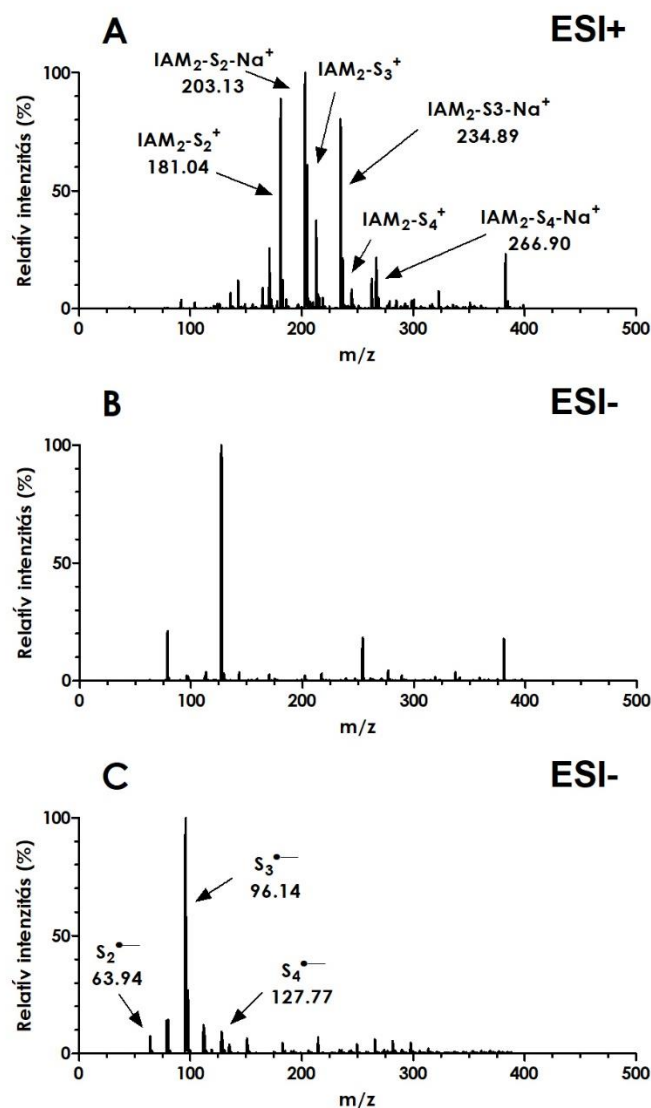 A
ESI+
IAM₂-S₂-Na⁺
203.13
IAM₂-S₃⁺
IAM₂-S₂⁺
181.04
IAM₂-S3-Na⁺
234.89
IAM₂-S₄⁺
IAM₂-S₄-Na⁺
266.90
Relatív intenzitás (%)
100
50
0
0 100 200 300 400 500
m/z
B
ESI-
Relatív intenzitás (%)
100
50
0
0 100 200 300 400 500
m/z
C
ESI-
S₃•—
96.14
S₂•—
63.94
S₄•—
127.77
Relatív intenzitás (%)
100
50
0
0 100 200 300 400 500
m/z